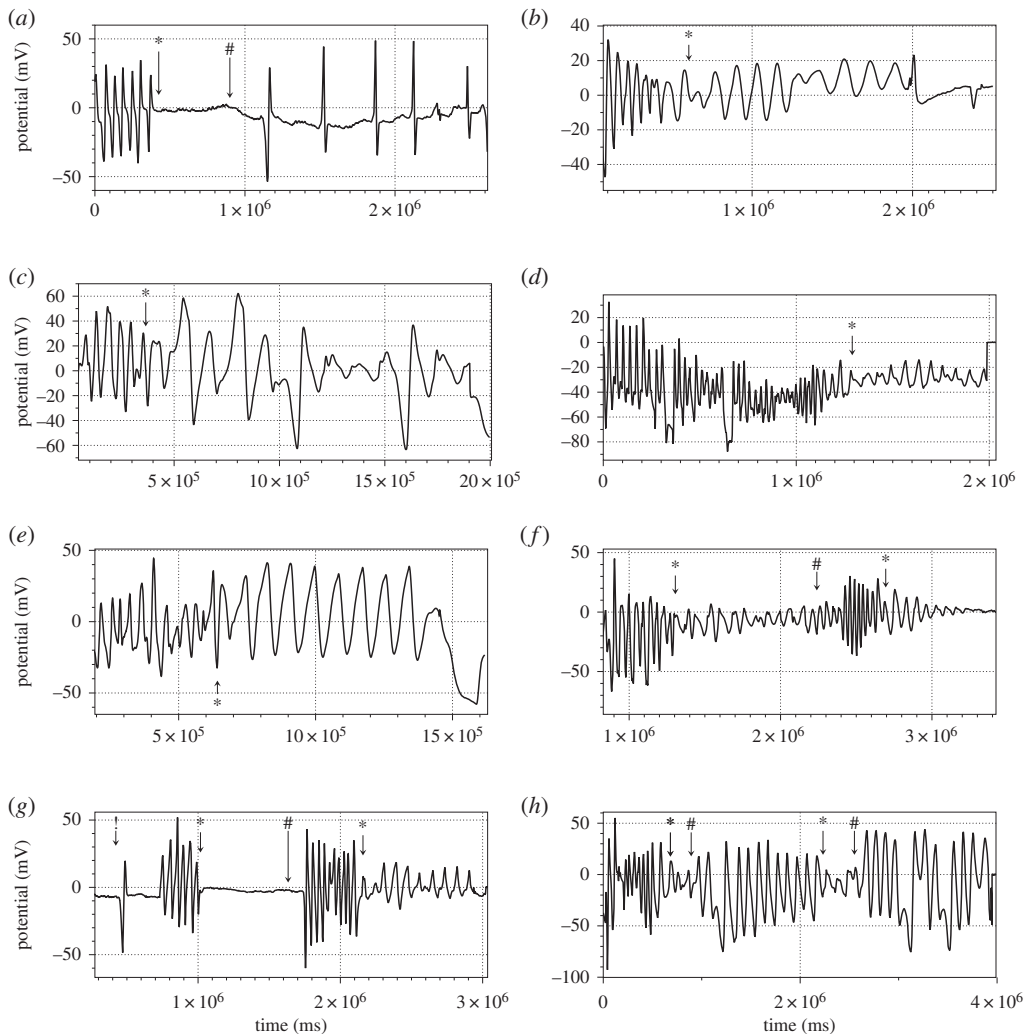 (a)
potential (mV)
50
0
–50
*
#
0
1 × 10⁶
2 × 10⁶
(b)
40
20
0
–20
–40
*
1 × 10⁶
2 × 10⁶
(c)
potential (mV)
60
40
20
0
–20
–40
–60
*
5 × 10⁵
10 × 10⁵
15 × 10⁵
20 × 10⁵
(d)
20
0
–20
–40
–60
–80
*
0
1 × 10⁶
2 × 10⁶
(e)
potential (mV)
50
0
–50
*
5 × 10⁵
10 × 10⁵
15 × 10⁵
(f)
50
0
–50
*
#
*
1 × 10⁶
2 × 10⁶
3 × 10⁶
(g)
potential (mV)
50
0
–50
!
*
#
*
1 × 10⁶
2 × 10⁶
3 × 10⁶
time (ms)
(h)
50
0
–50
–100
*
#
*
#
0
2 × 10⁶
4 × 10⁶
time (ms)